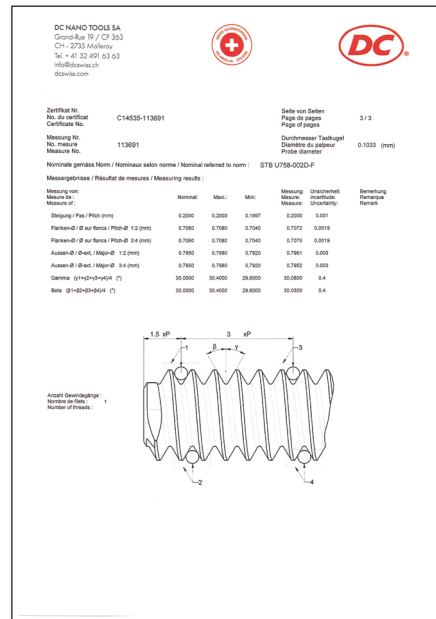 DC NANO TOOLS SA
Grand-Rue 19 / CP 363
CH - 2735 Malleray
Tel. + 41 32 491 63 63
info@dcswiss.ch
dcswiss.com
DC
®
Zertifikat Nr.
No. du certificat C14535-113691
Certificate No.
Seite von Seiten
Page de pages 3 / 3
Page of pages
Messung Nr.
No. mesure 113691
Measure No.
Durchmesser Tastkugel
Diamètre du palpeur 0.1033 (mm)
Probe diameter
Nominale gemäss Norm / Nominaux selon norme / Nominal referred to norm : STB U758-002D-F
Messergebnisse / Résultat de mesures / Measuring results :
Messung von: Messung: Unsicherheit: Bemerkung
Mesure de : Nominal: Maxi.: Mini: Mesure: Incertitude: Remarque
Measure of : Measure: Uncertainty: Remark
Steigung / Pas / Pitch (mm) 0.2000 0.2003 0.1997 0.2000 0.001
Flanken-Ø / Ø sur flancs / Pitch-Ø 1:2 (mm) 0.7060 0.7080 0.7040 0.7072 0.0019
Flanken-Ø / Ø sur flancs / Pitch-Ø 3:4 (mm) 0.7060 0.7080 0.7040 0.7070 0.0019
Aussen-Ø / Ø-ext. / Major-Ø 1:2 (mm) 0.7950 0.7980 0.7920 0.7951 0.003
Aussen-Ø / Ø-ext. / Major-Ø 3:4 (mm) 0.7950 0.7980 0.7920 0.7952 0.003
Gamma (γ1+γ2+γ3+γ4)/4 (°) 30.0000 30.4000 29.6000 30.0800 0.4
Beta (β1+β2+β3+β4)/4 (°) 30.0000 30.4000 29.6000 30.0300 0.4
1.5 xP 3 xP
1 β γ 3
Anzahl Gewindegänge :
Nombre de filets : 1
Number of threads :
2 4